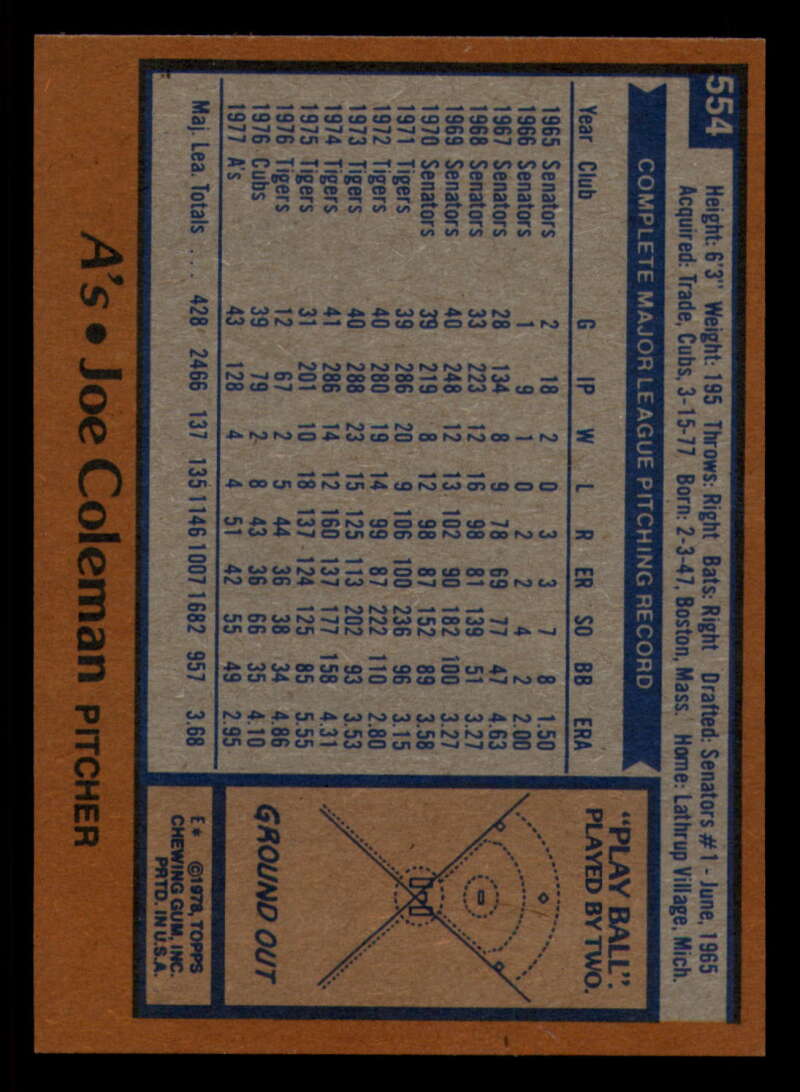 554
Height: 6'3" Weight: 195 Throws: Right Bats: Right Drafted: Senators #1 - June, 1965
Acquired: Trade, Cubs, 3-15-77 Born: 2-3-47, Boston, Mass. Home: Lathrup Village, Mich.
COMPLETE MAJOR LEAGUE PITCHING RECORD
Year Club G IP W L R ER SO BB ERA
1965 Senators 2 18 2 0 3 3 7 8 1.50
1966 Senators 1 9 1 0 2 2 4 2 2.00
1967 Senators 28 134 8 9 78 69 77 47 4.63
1968 Senators 33 223 12 16 98 81 139 51 3.27
1969 Senators 40 248 12 13 102 90 182 100 3.27
1970 Senators 39 219 8 12 98 87 152 89 3.58
1971 Tigers 39 286 20 9 106 100 236 96 3.15
1972 Tigers 40 280 19 14 99 87 222 110 2.80
1973 Tigers 40 288 23 15 125 113 202 93 3.53
1974 Tigers 41 286 14 12 160 137 177 158 4.31
1975 Tigers 31 201 10 18 137 124 125 85 5.55
1976 Tigers 12 67 2 5 44 36 38 34 4.86
1976 Cubs 39 79 2 8 43 36 66 35 4.10
1977 A's 43 128 4 4 51 42 55 49 2.95
Maj. Lea. Totals ... 428 2466 137 135 1146 1007 1682 957 3.68
"PLAY BALL":
PLAYED BY TWO.
GROUND OUT
E* ©1978, TOPPS
CHEWING GUM, INC.
PRTD. IN U.S.A.
A's • Joe Coleman PITCHER